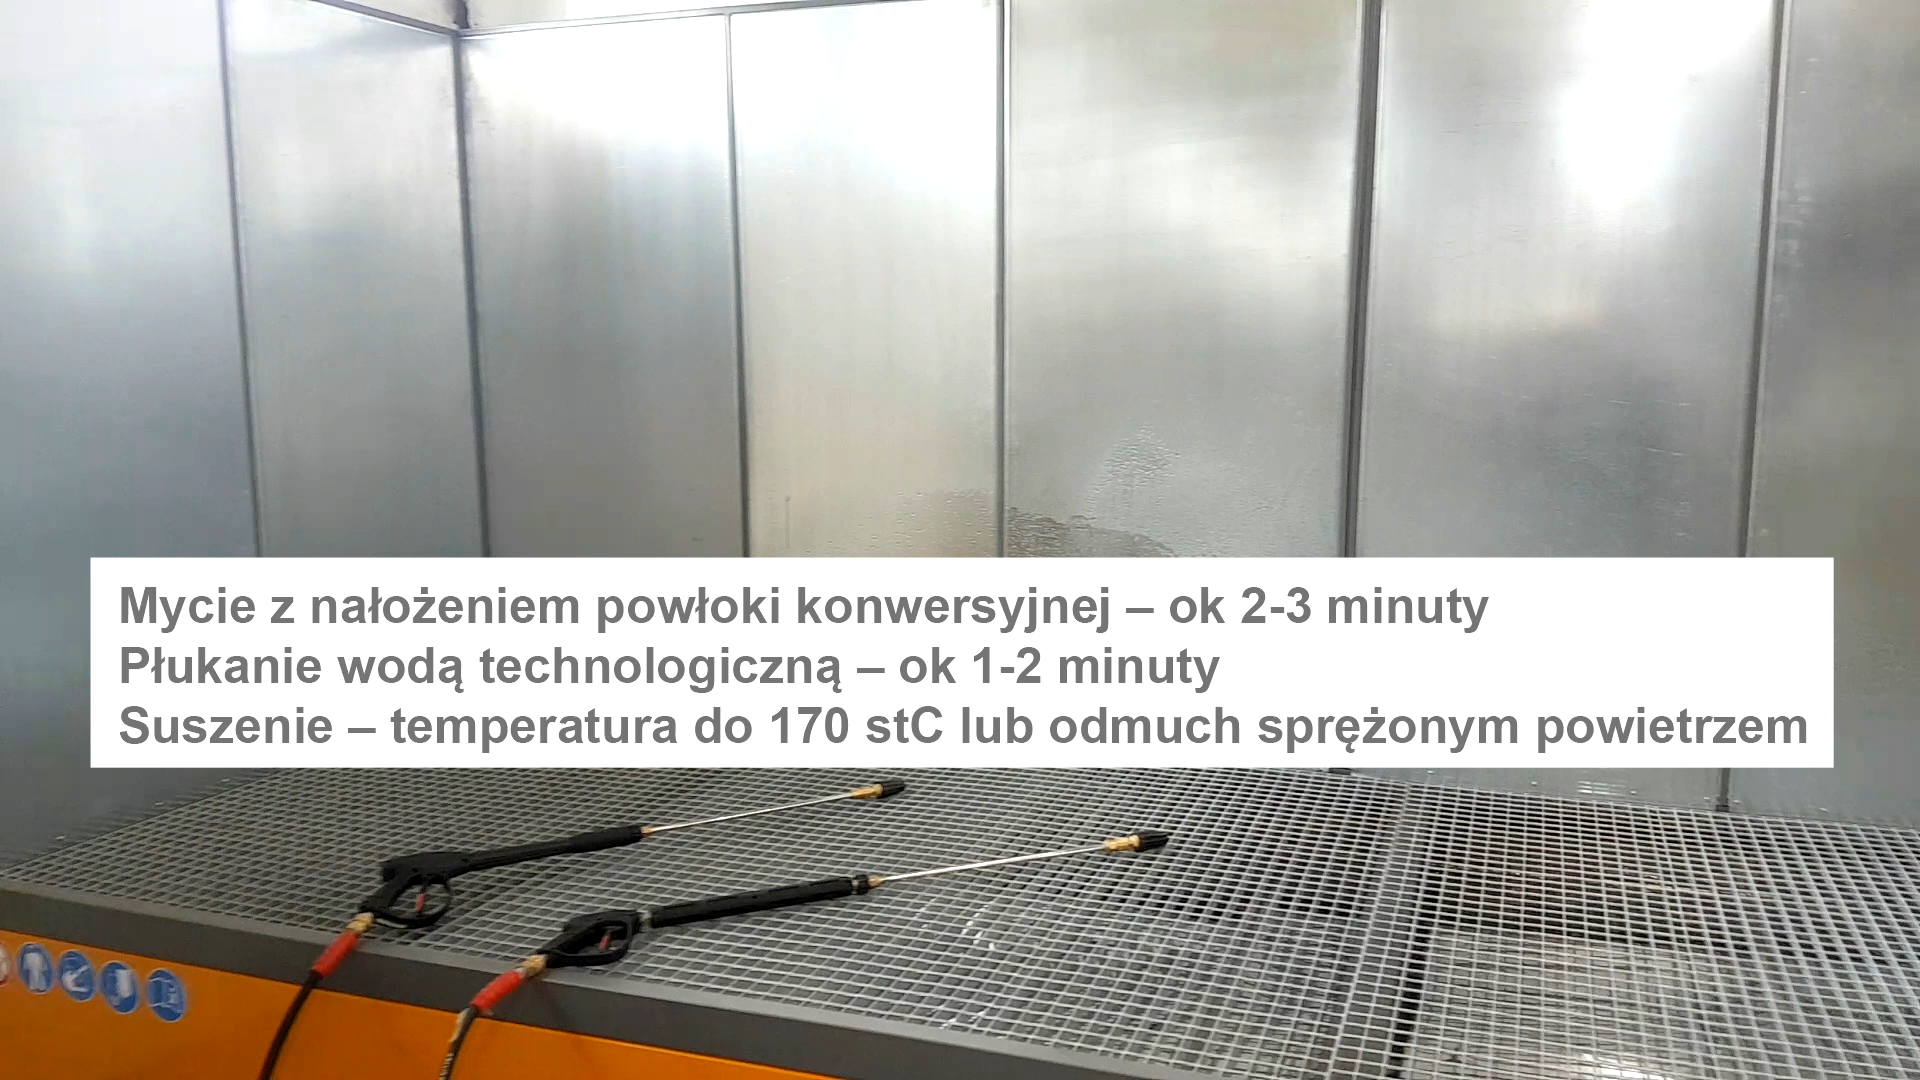 Mycie z nałożeniem powłoki konwersyjnej – ok 2-3 minuty
Płukanie wodą technologiczną – ok 1-2 minuty
Suszenie – temperatura do 170 stC lub odmuch sprężonym powietrzem